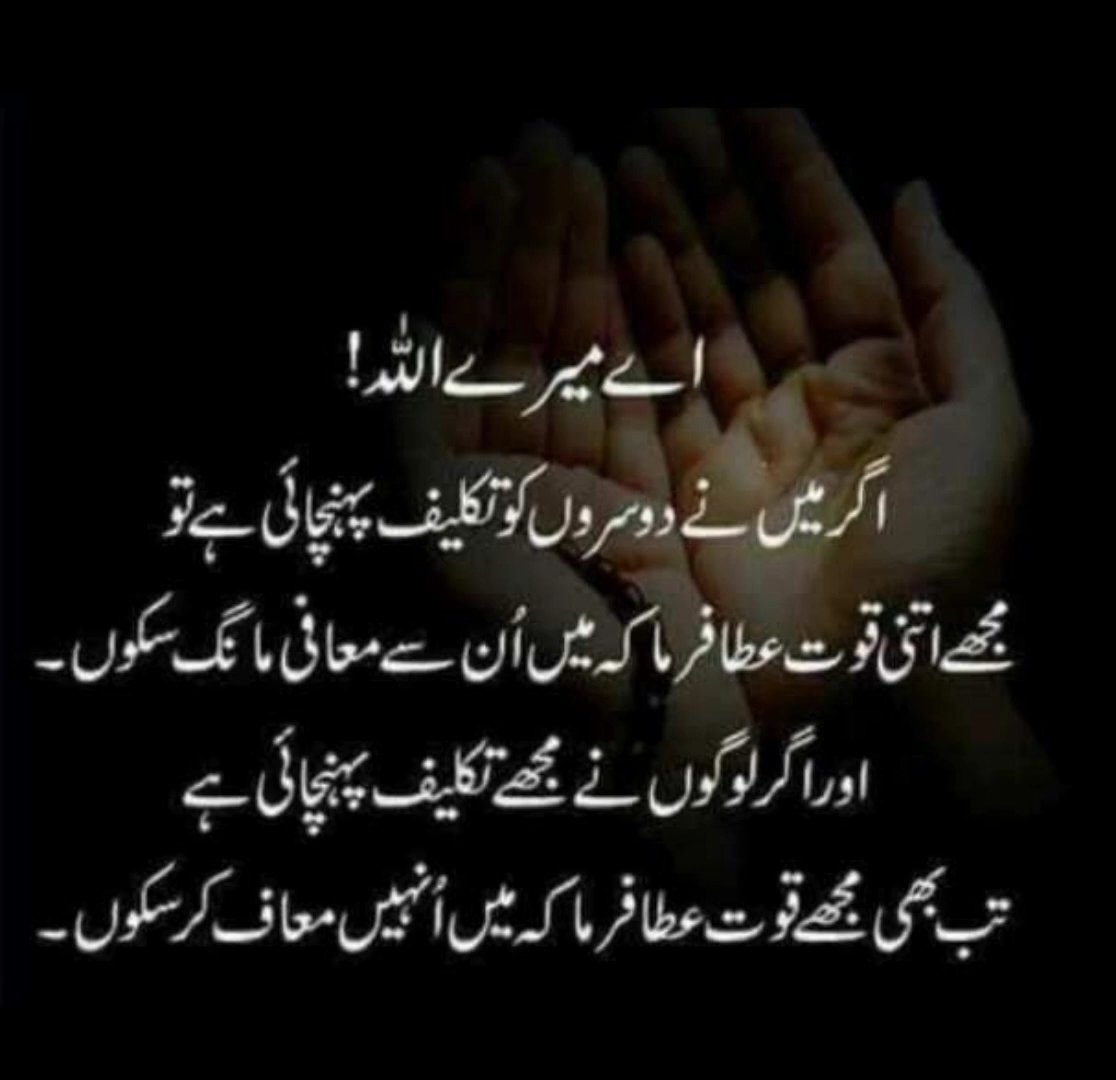 اے میرے اللہ!
اگر میں نے دوسروں کو تکلیف پہنچائی ہے تو
مجھے اتنی قوت عطا فرما کہ میں اُن سے معافی مانگ سکوں۔
اور اگر لوگوں نے مجھے تکلیف پہنچائی ہے
تب بھی مجھے قوت عطا فرما کہ میں اُنہیں معاف کر سکوں۔